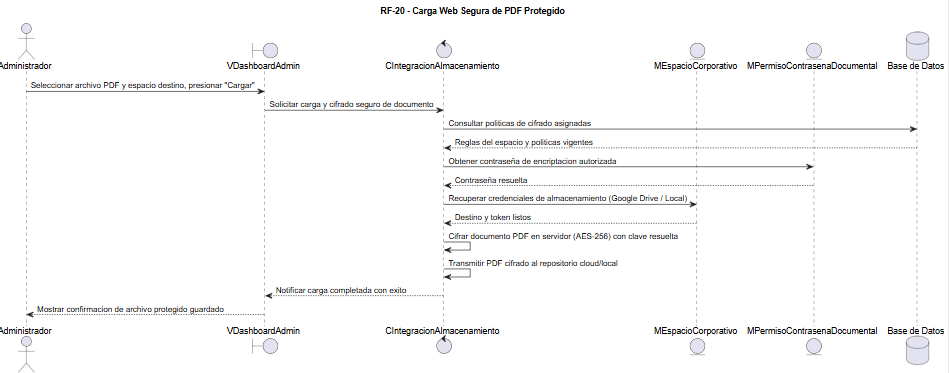 RF-20 - Carga Web Segura de PDF Protegido
Administrador VDashboardAdmin CIntegracionAlmacenamiento MEspacioCorporativo MPermisoContrasenaDocumental Base de Datos
Seleccionar archivo PDF y espacio destino, presionar "Cargar"
Solicitar carga y cifrado seguro de documento
Consultar politicas de cifrado asignadas
Reglas del espacio y politicas vigentes
Obtener contraseña de encriptacion autorizada
Contraseña resuelta
Recuperar credenciales de almacenamiento (Google Drive / Local)
Destino y token listos
Cifrar documento PDF en servidor (AES-256) con clave resuelta
Transmitir PDF cifrado al repositorio cloud/local
Notificar carga completada con exito
Mostrar confirmacion de archivo protegido guardado
Administrador VDashboardAdmin CIntegracionAlmacenamiento MEspacioCorporativo MPermisoContrasenaDocumental Base de Datos